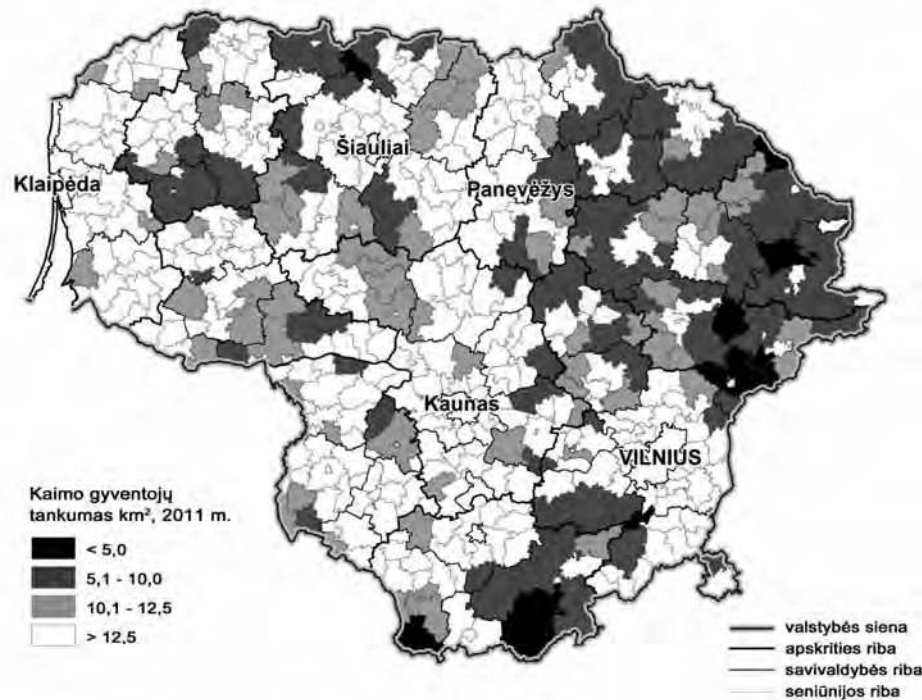 Šiauliai
Klaipėda
Panevėžys
Kaunas
VILNIUS
Kaimo gyventojų
tankumas km², 2011 m.
< 5,0
5,1 - 10,0
10,1 - 12,5
> 12,5
valstybės siena
apskrities riba
savivaldybės riba
seniūnijos riba